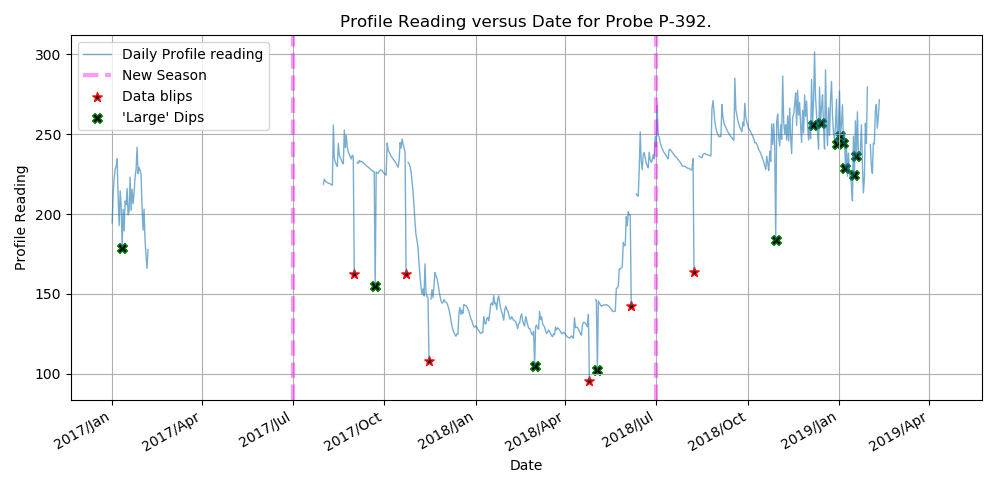 Profile Reading versus Date for Probe P-392.
Daily Profile reading
New Season
Data blips
'Large' Dips
Profile Reading
300
250
200
150
100
2017/Jan
2017/Apr
2017/Jul
2017/Oct
2018/Jan
2018/Apr
2018/Jul
2018/Oct
2019/Jan
2019/Apr
Date